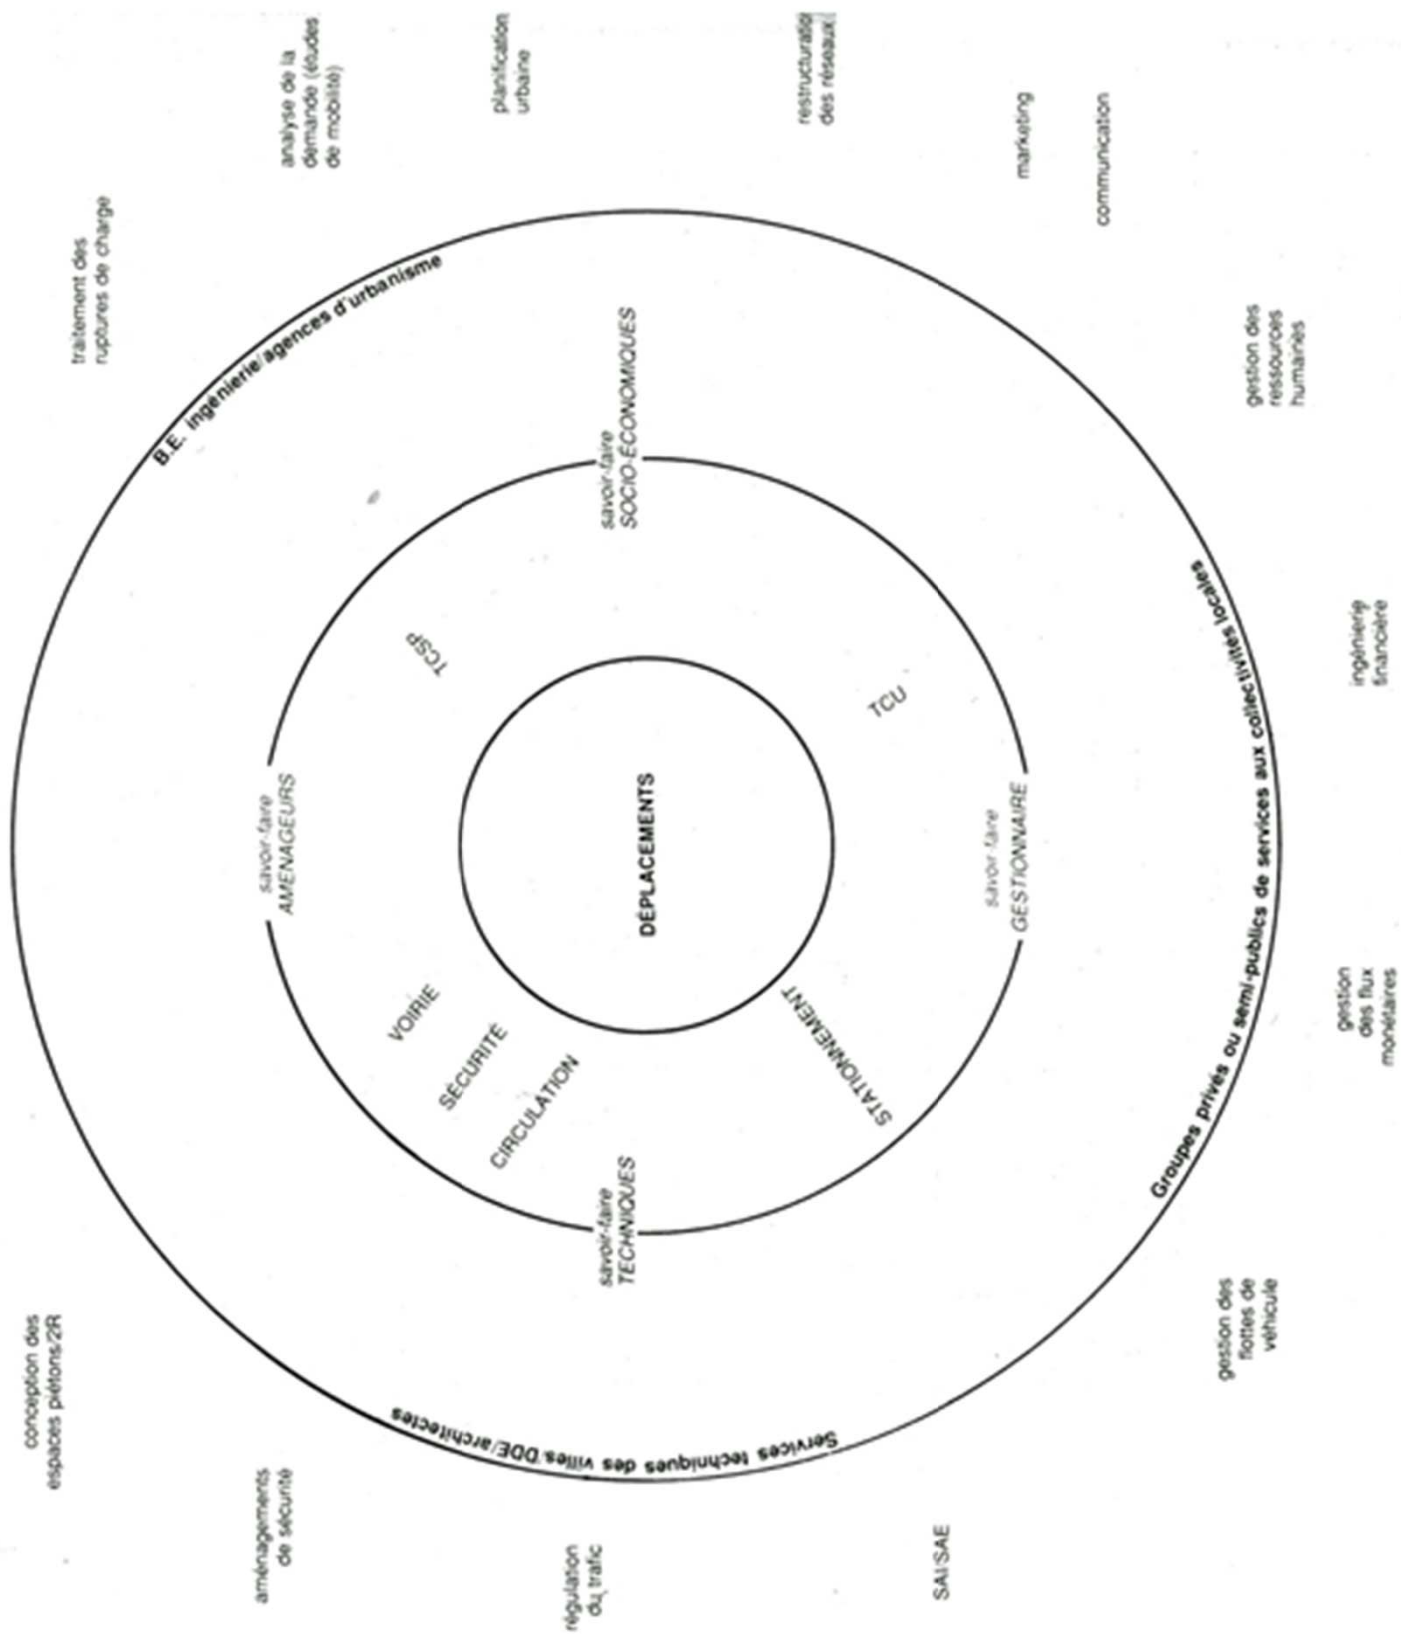 DÉPLACEMENTS
VOIRIE
SÉCURITÉ
CIRCULATION
TCSP
TCU
STATIONNEMENT
savoir-faire
AMÉNAGEURS
savoir-faire
SOCIO-ÉCONOMIQUES
savoir-faire
GESTIONNAIRE
savoir-faire
TECHNIQUES
B.E. ingénierie/agences d'urbanisme
Groupes privés ou semi-publics de services aux collectivités locales
Services techniques des villes/DDE/architectes
conception des
espaces piétons/2R
traitement des
ruptures de charge
analyse de la
demande (études
de mobilité)
planification
urbaine
restructuratio
des réseaux
marketing
communication
gestion des
ressources
humaines
ingénierie
financière
gestion
des flux
monétaires
gestion des
flottes de
véhicule
SAI/SAE
régulation
du trafic
aménagements
de sécurité